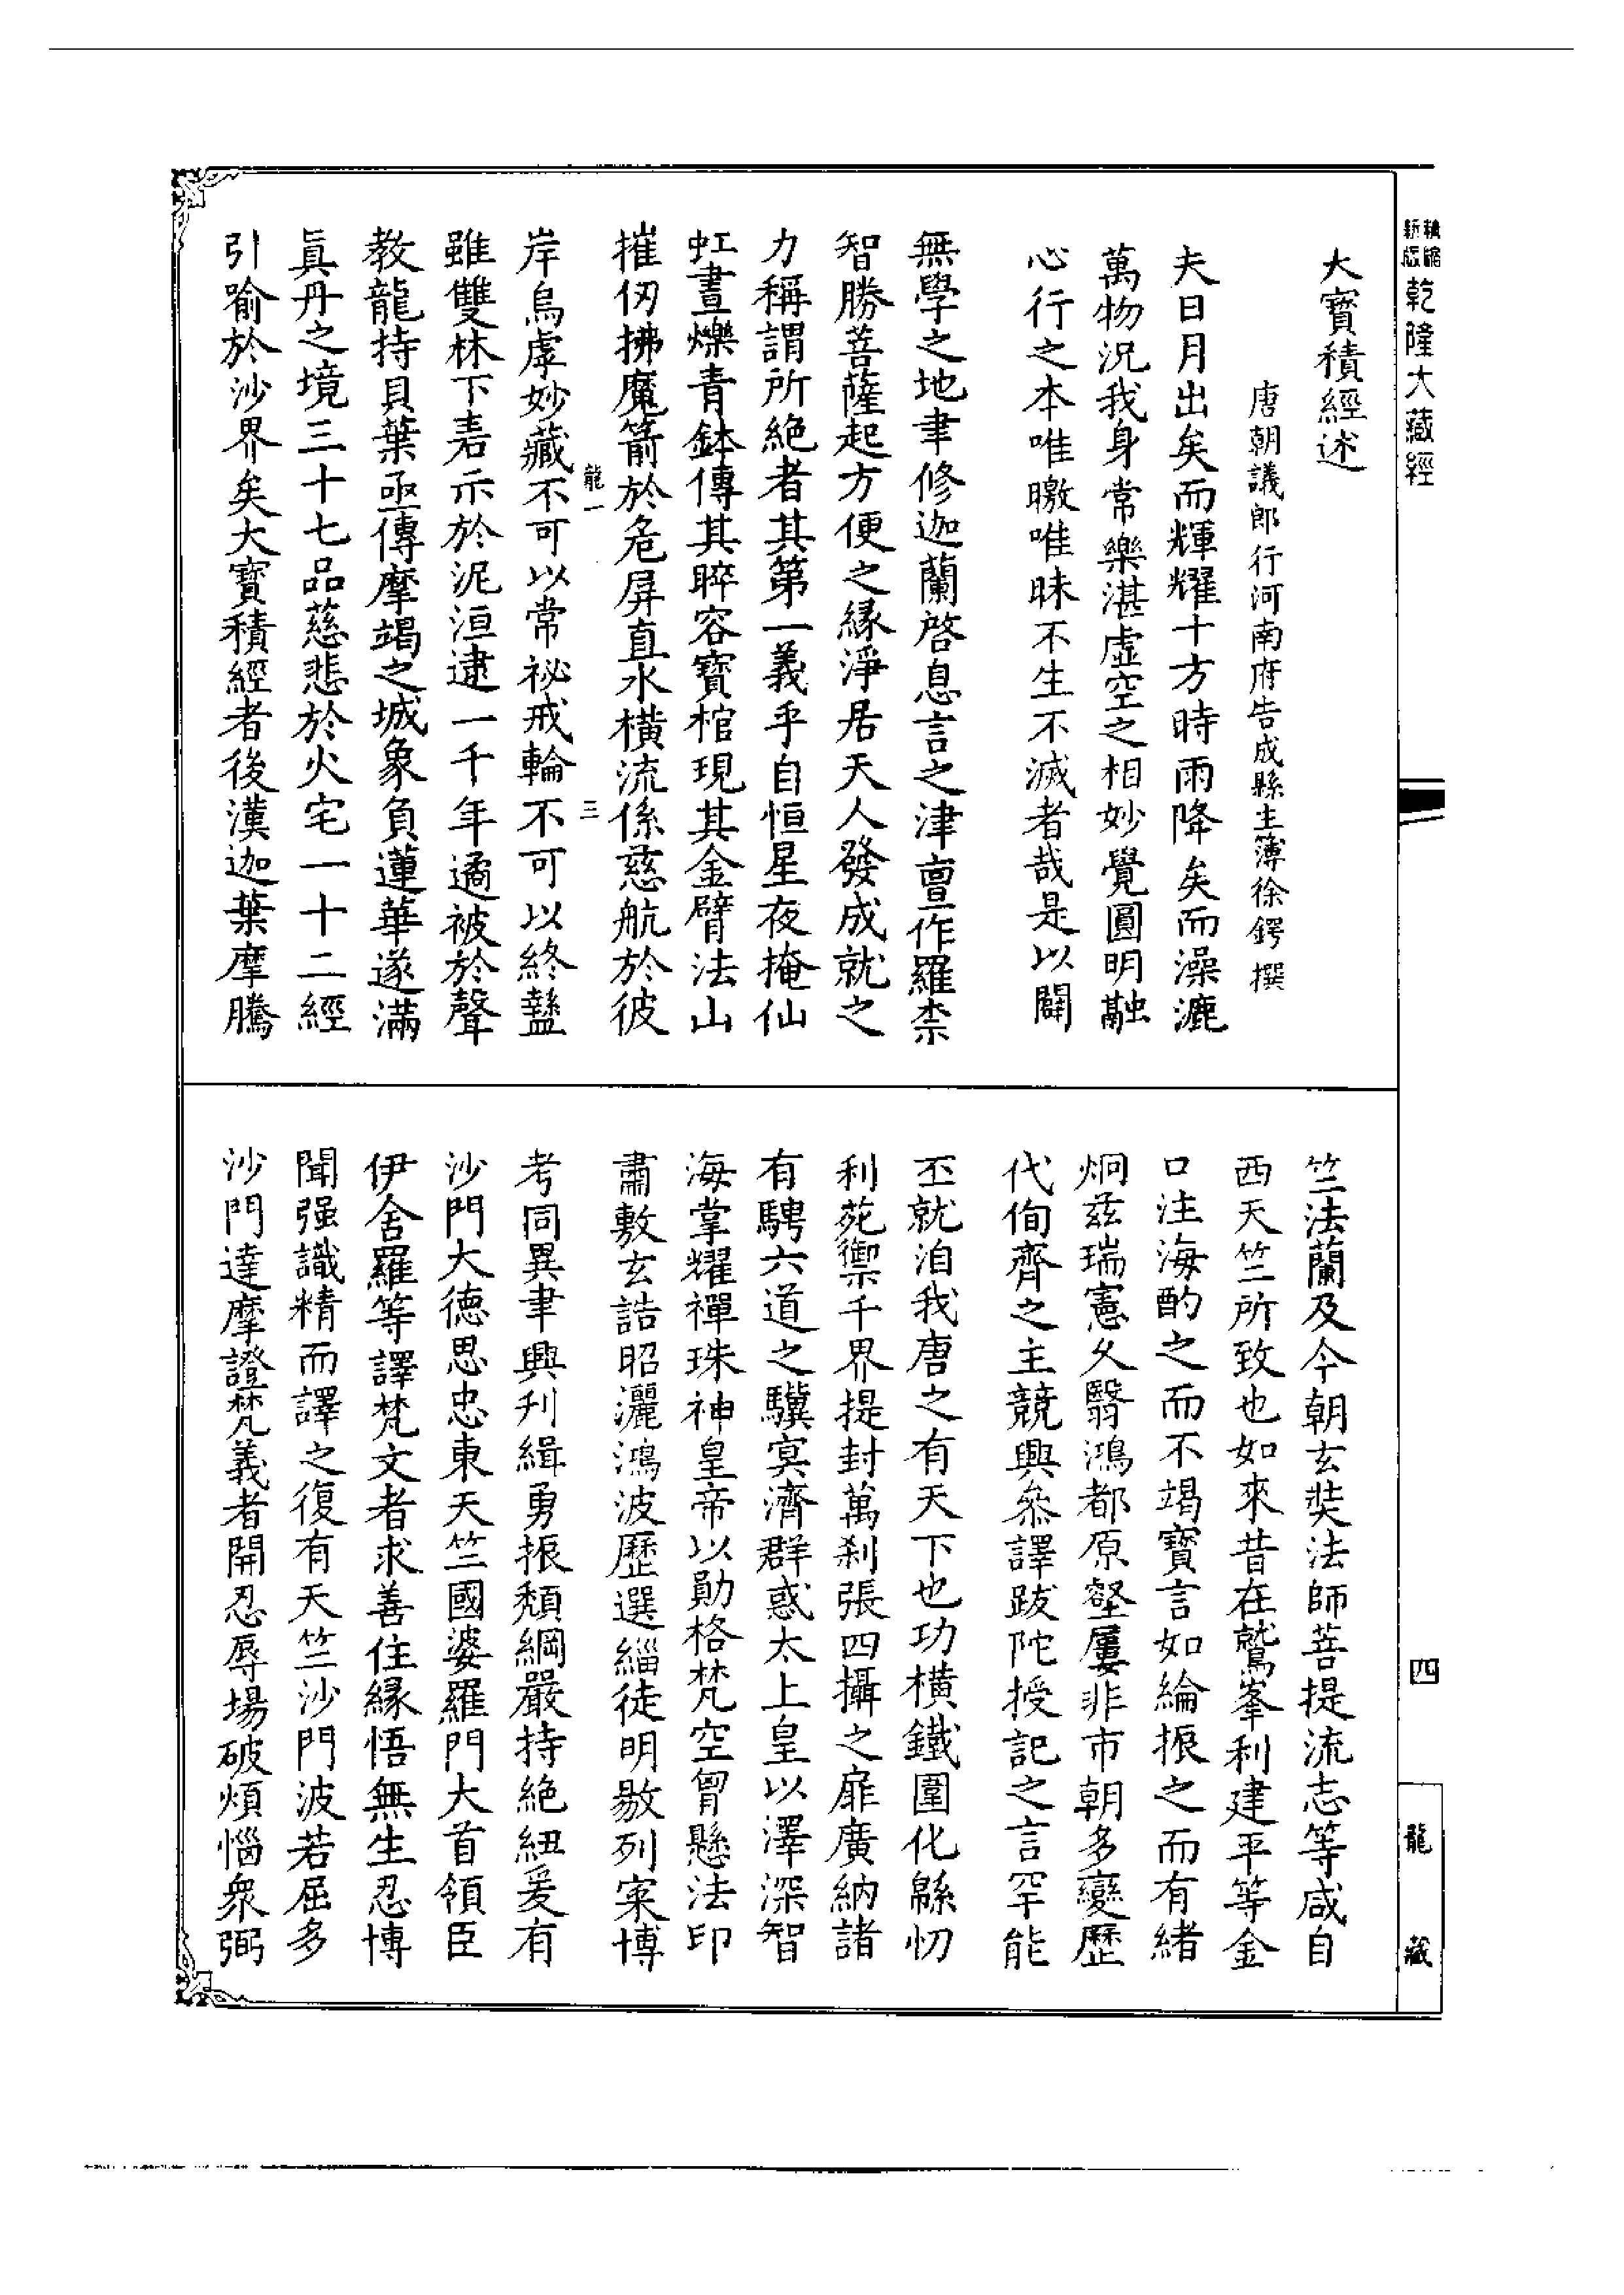 精縮新版乾隆大藏經
大寶積經述
唐朝議郎行河南府告成縣主簿徐鍔撰
夫日月出矣而輝耀十方時雨降矣而澡漉
萬物況我身常樂湛虛空之相妙覺圓明融
心行之本唯曒唯昧不生不滅者哉是以闢
無學之地聿修迦蘭啓息言之津亶作羅柰
智勝菩薩起方便之緣淨居天人發成就之
力稱謂所絶者其第一義乎自恒星夜掩仙
虹晝爍青鉢傳其睟容寶棺現其金臂法山
摧仞拂魔箭於危屏直水橫流係慈航於彼
龍一
三
岸烏虖妙藏不可以常祕戒輪不可以終盭
雖雙林下唘示於泥洹逮一千年遹被於聲
教龍持貝葉亟傳摩竭之城象負蓮華遂滿
眞丹之境三十七品慈悲於火宅一十二經
引喻於沙界矣大寶積經者後漢迦葉摩騰
竺法蘭及今朝玄奘法師菩提流志等咸自
西天竺所致也如來昔在鷲峯利建平等金
口注海酌之而不竭寶言如綸振之而有緒
炯茲瑞憲久翳鴻都原壑屢非市朝多變歷
代侚齊之主競興叅譯跋陀授記之言罕能
丕就洎我唐之有天下也功橫鐵圍化緜忉
利苑禦千界提封萬刹張四攝之扉廣納諸
有騁六道之驥冥濟群惑太上皇以澤深智
海掌耀禪珠神皇帝以勛格梵空胷懸法印
肅敷玄誥昭灑鴻波歷選緇徒明敭列寀博
考同異聿興刋緝勇振頽綱嚴持絶紐爰有
沙門大德思忠東天竺國婆羅門大首領臣
伊舍羅等譯梵文者求善住緣悟無生忍博
聞强識精而譯之復有天竺沙門波若屈多
沙門達摩證梵義者開忍辱場破煩惱衆弼
四
龍藏